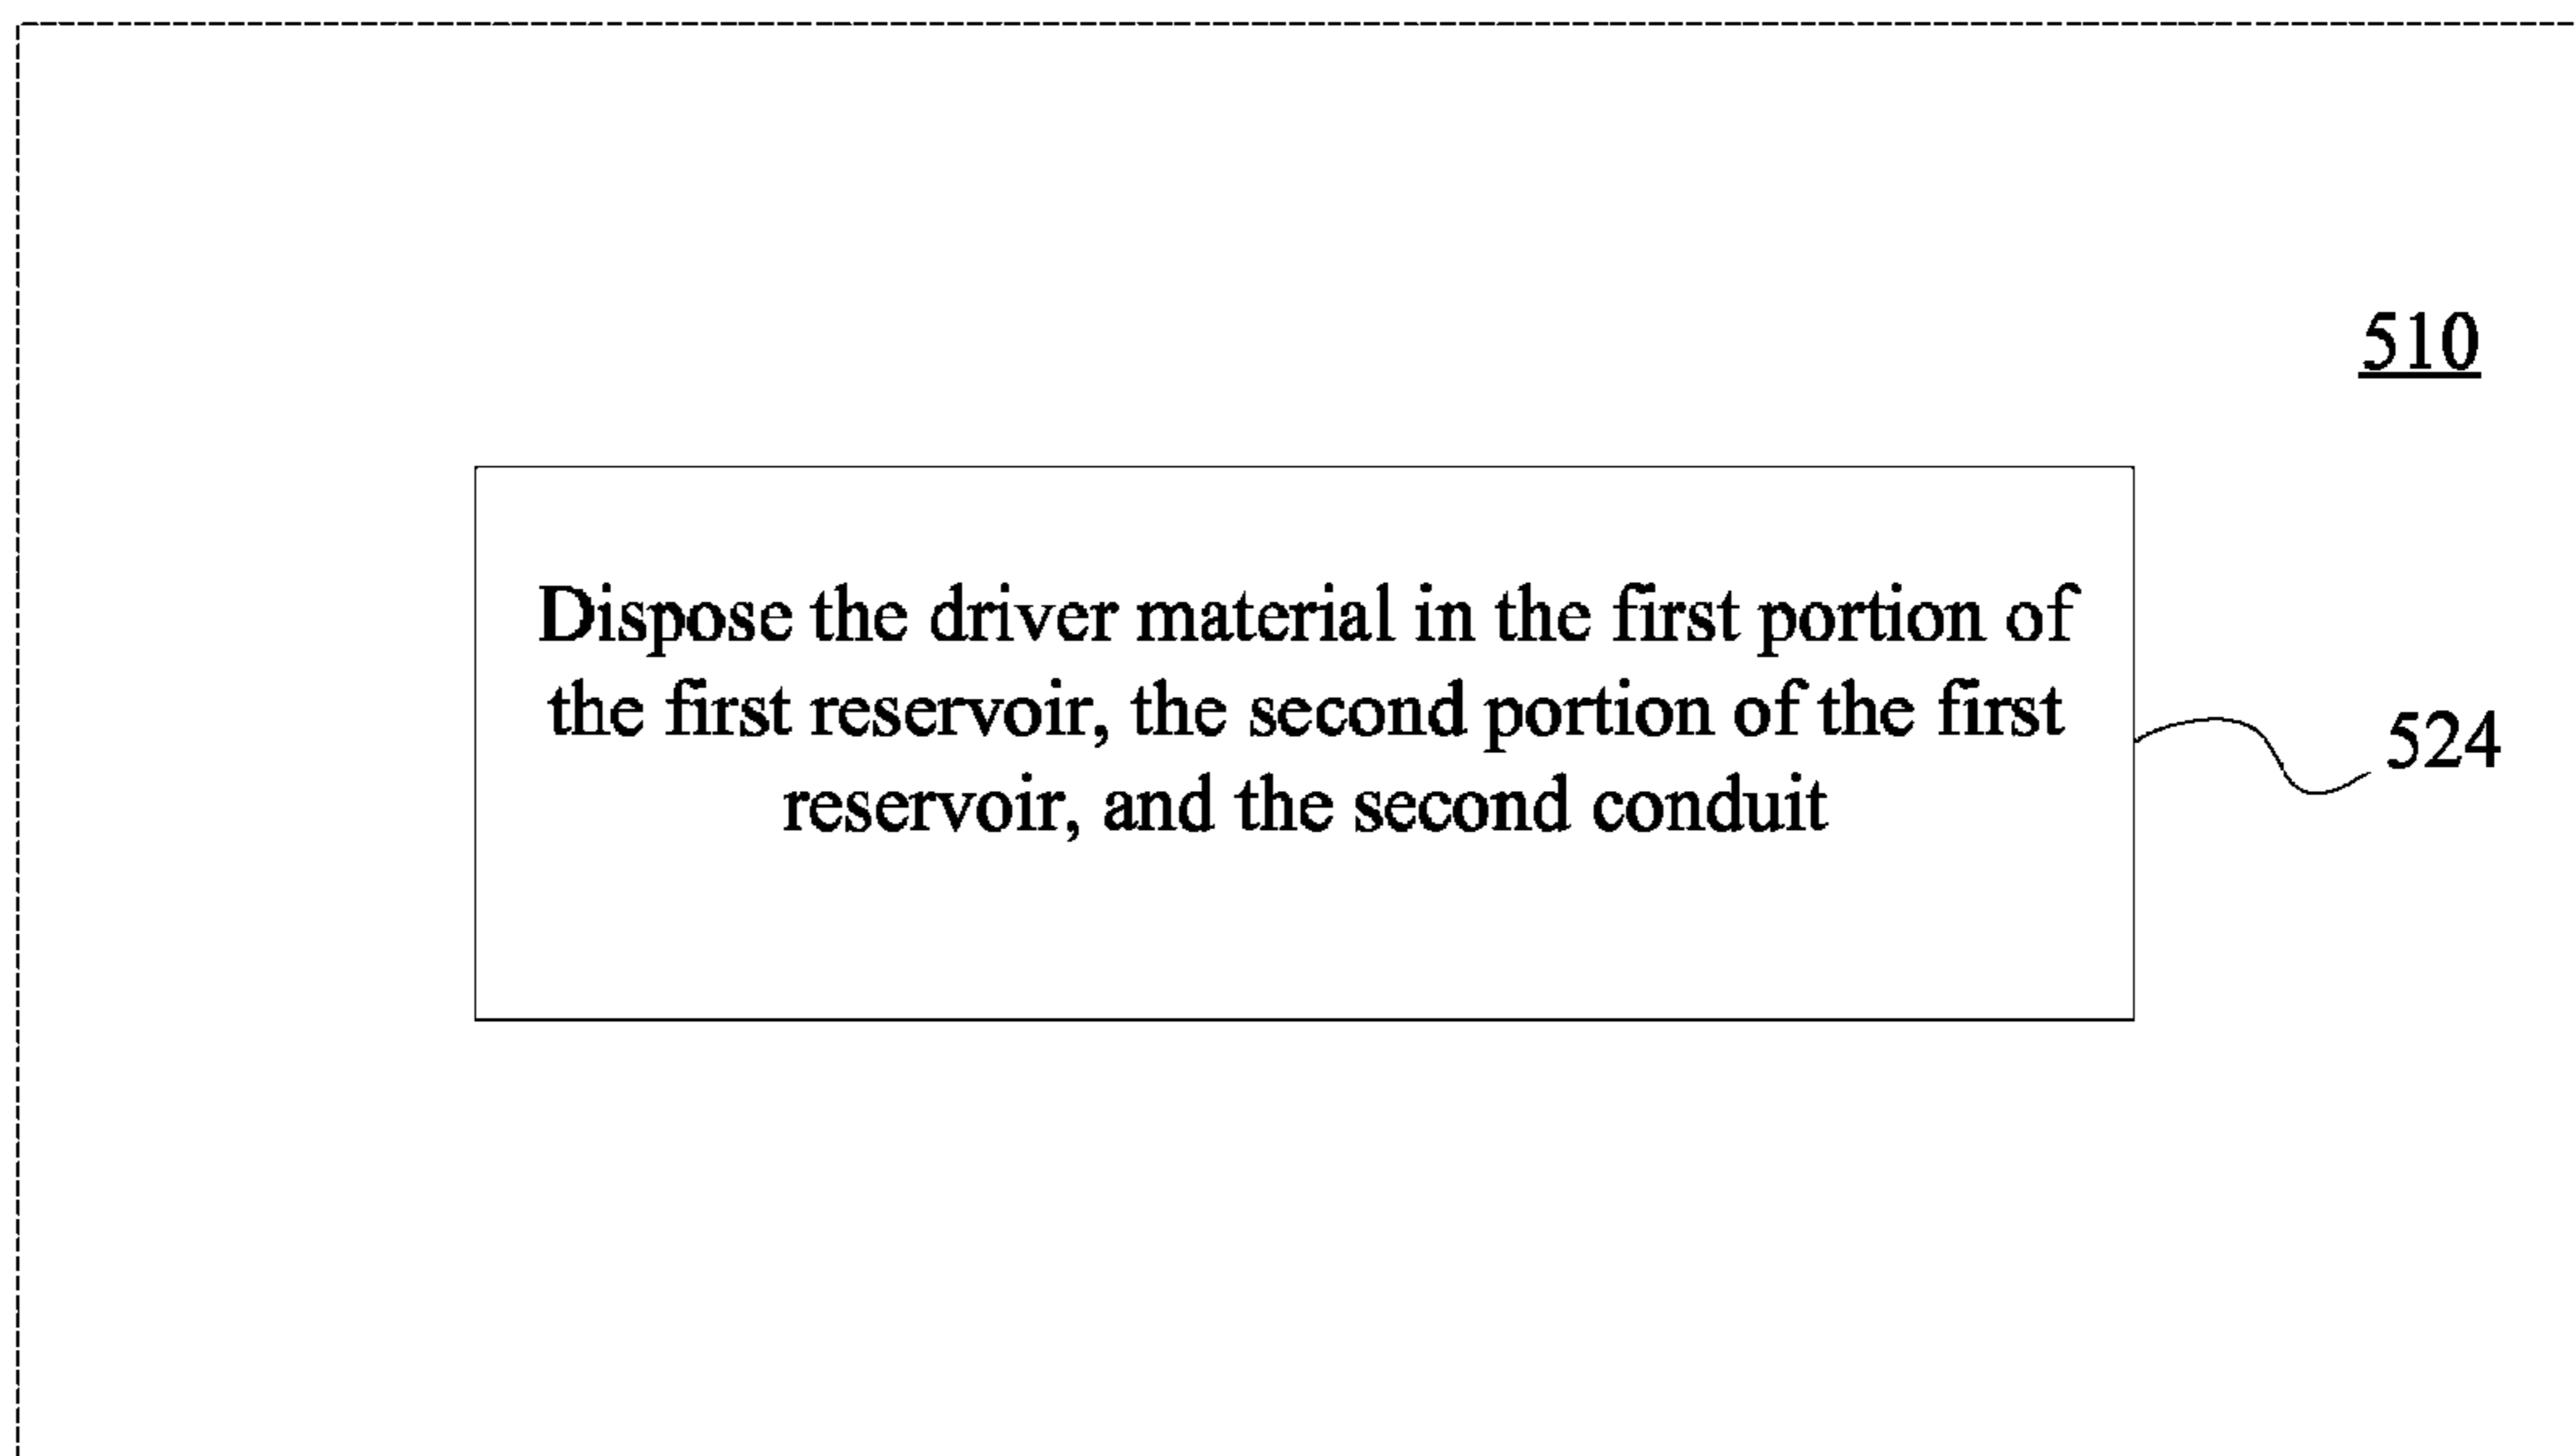 510
Dispose the driver material in the first portion of
the first reservoir, the second portion of the first
reservoir, and the second conduit
524